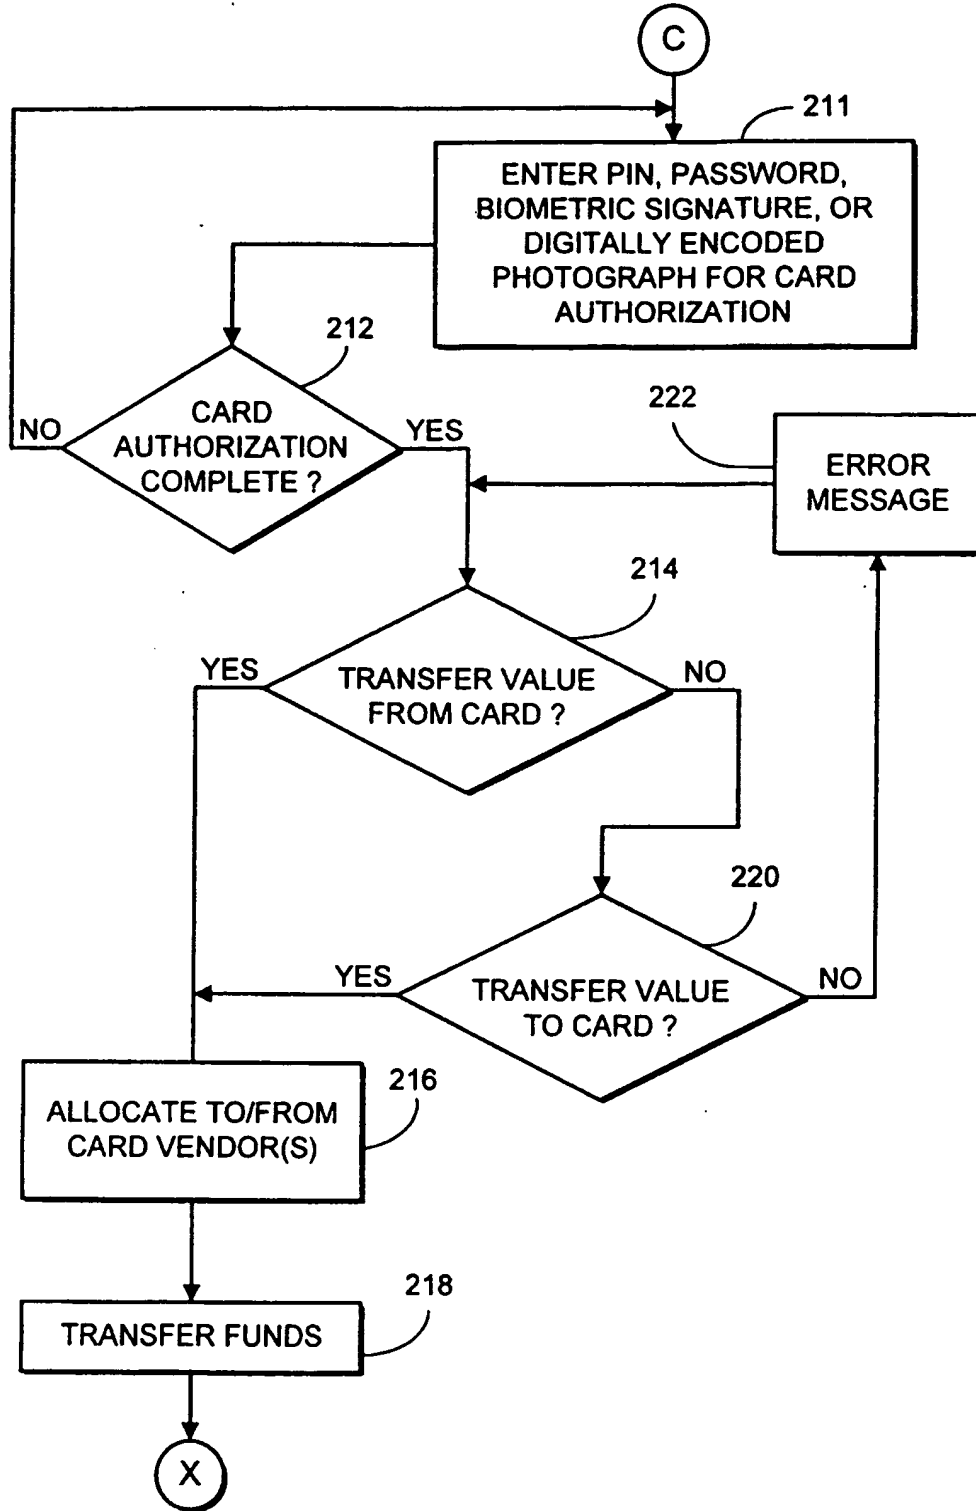 C
211
ENTER PIN, PASSWORD,
BIOMETRIC SIGNATURE, OR
DIGITALLY ENCODED
PHOTOGRAPH FOR CARD
AUTHORIZATION
212
222
NO
CARD
AUTHORIZATION
COMPLETE ?
YES
ERROR
MESSAGE
214
YES
TRANSFER VALUE
FROM CARD ?
NO
220
YES
TRANSFER VALUE
TO CARD ?
NO
216
ALLOCATE TO/FROM
CARD VENDOR(S)
218
TRANSFER FUNDS
X